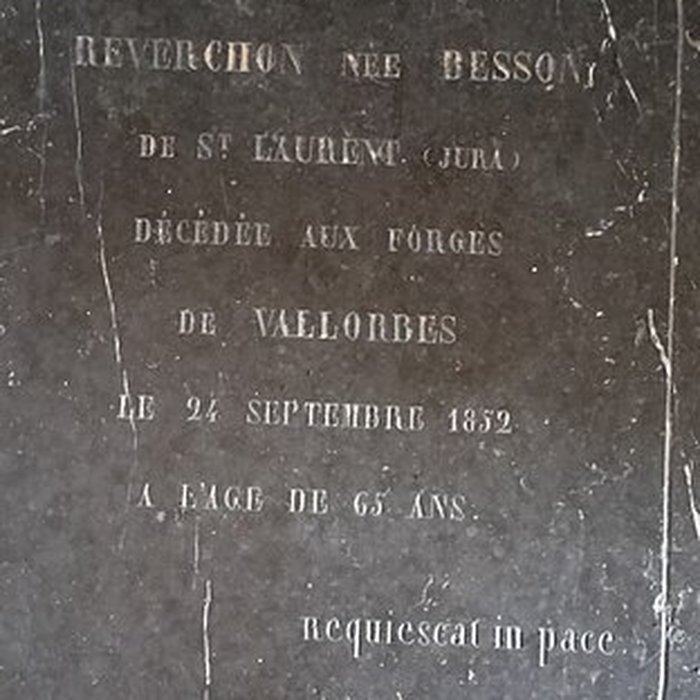 REVERCHON NÉE BESSON,
DE ST LAURENT. (JURA)
DÉCÉDÉE AUX FORGES
DE VALLORBES
LE 24 SEPTEMBRE 1852
A L'AGE DE 65 ANS.
Requiescat in pace.